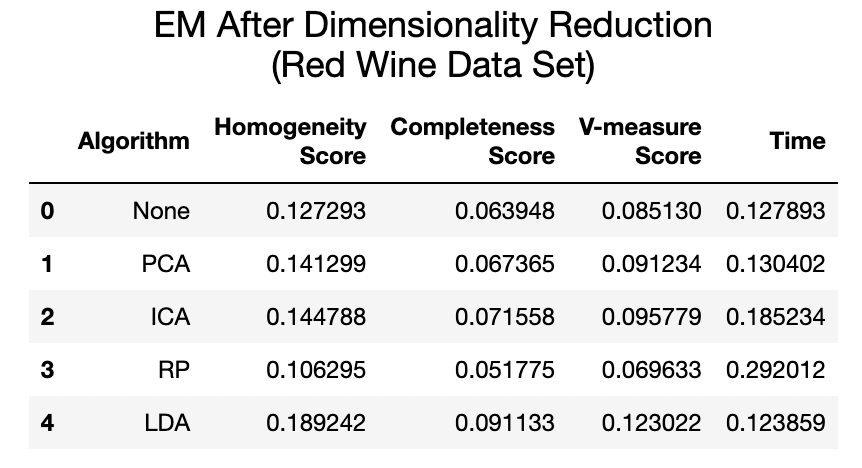 EM After Dimensionality Reduction
(Red Wine Data Set)
Algorithm Homogeneity Score Completeness Score V-measure Score Time
0 None 0.127293 0.063948 0.085130 0.127893
1 PCA 0.141299 0.067365 0.091234 0.130402
2 ICA 0.144788 0.071558 0.095779 0.185234
3 RP 0.106295 0.051775 0.069633 0.292012
4 LDA 0.189242 0.091133 0.123022 0.123859